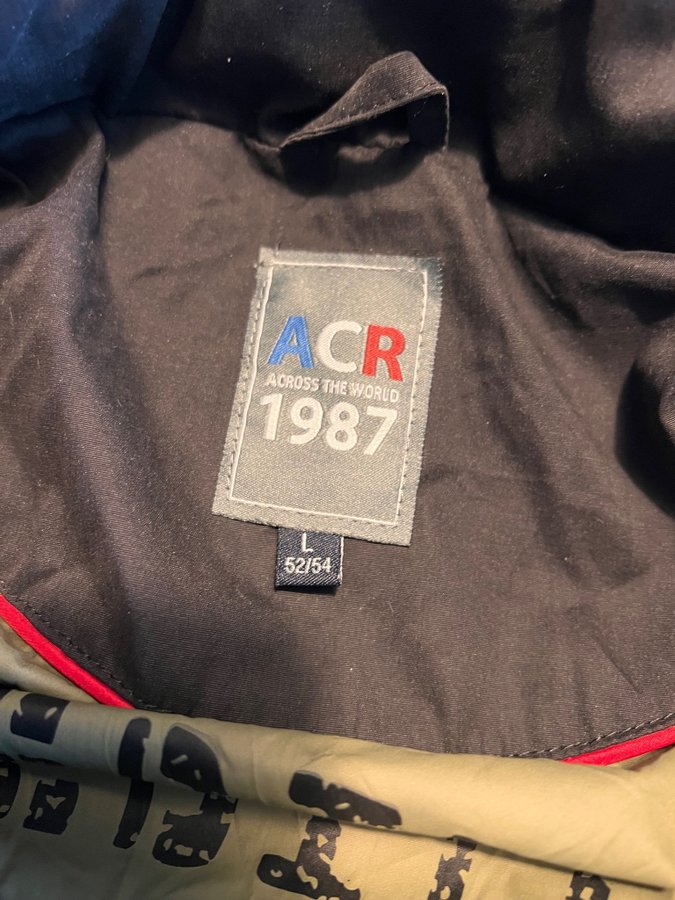 ACR
ACROSS THE WORLD
1987
L
52/54